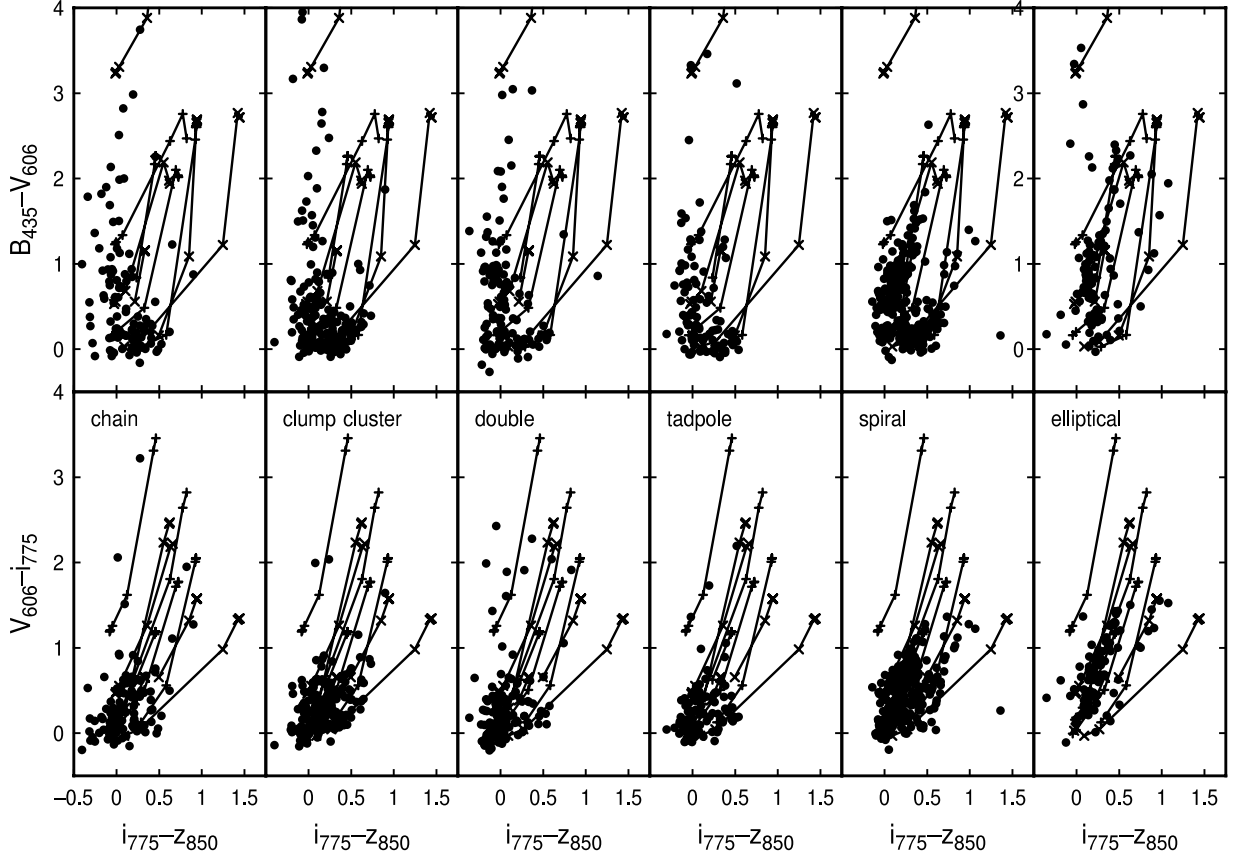 4 4
3 3
B435–V606
2 2
1 1
0 0
4
chain clump cluster double tadpole spiral elliptical
3
V606–i775
2
1
0
−0.5 0 0.5 1 1.5 0 0.5 1 1.5 0 0.5 1 1.5 0 0.5 1 1.5 0 0.5 1 1.5 0 0.5 1 1.5
i775–z850 i775–z850 i775–z850 i775–z850 i775–z850 i775–z850